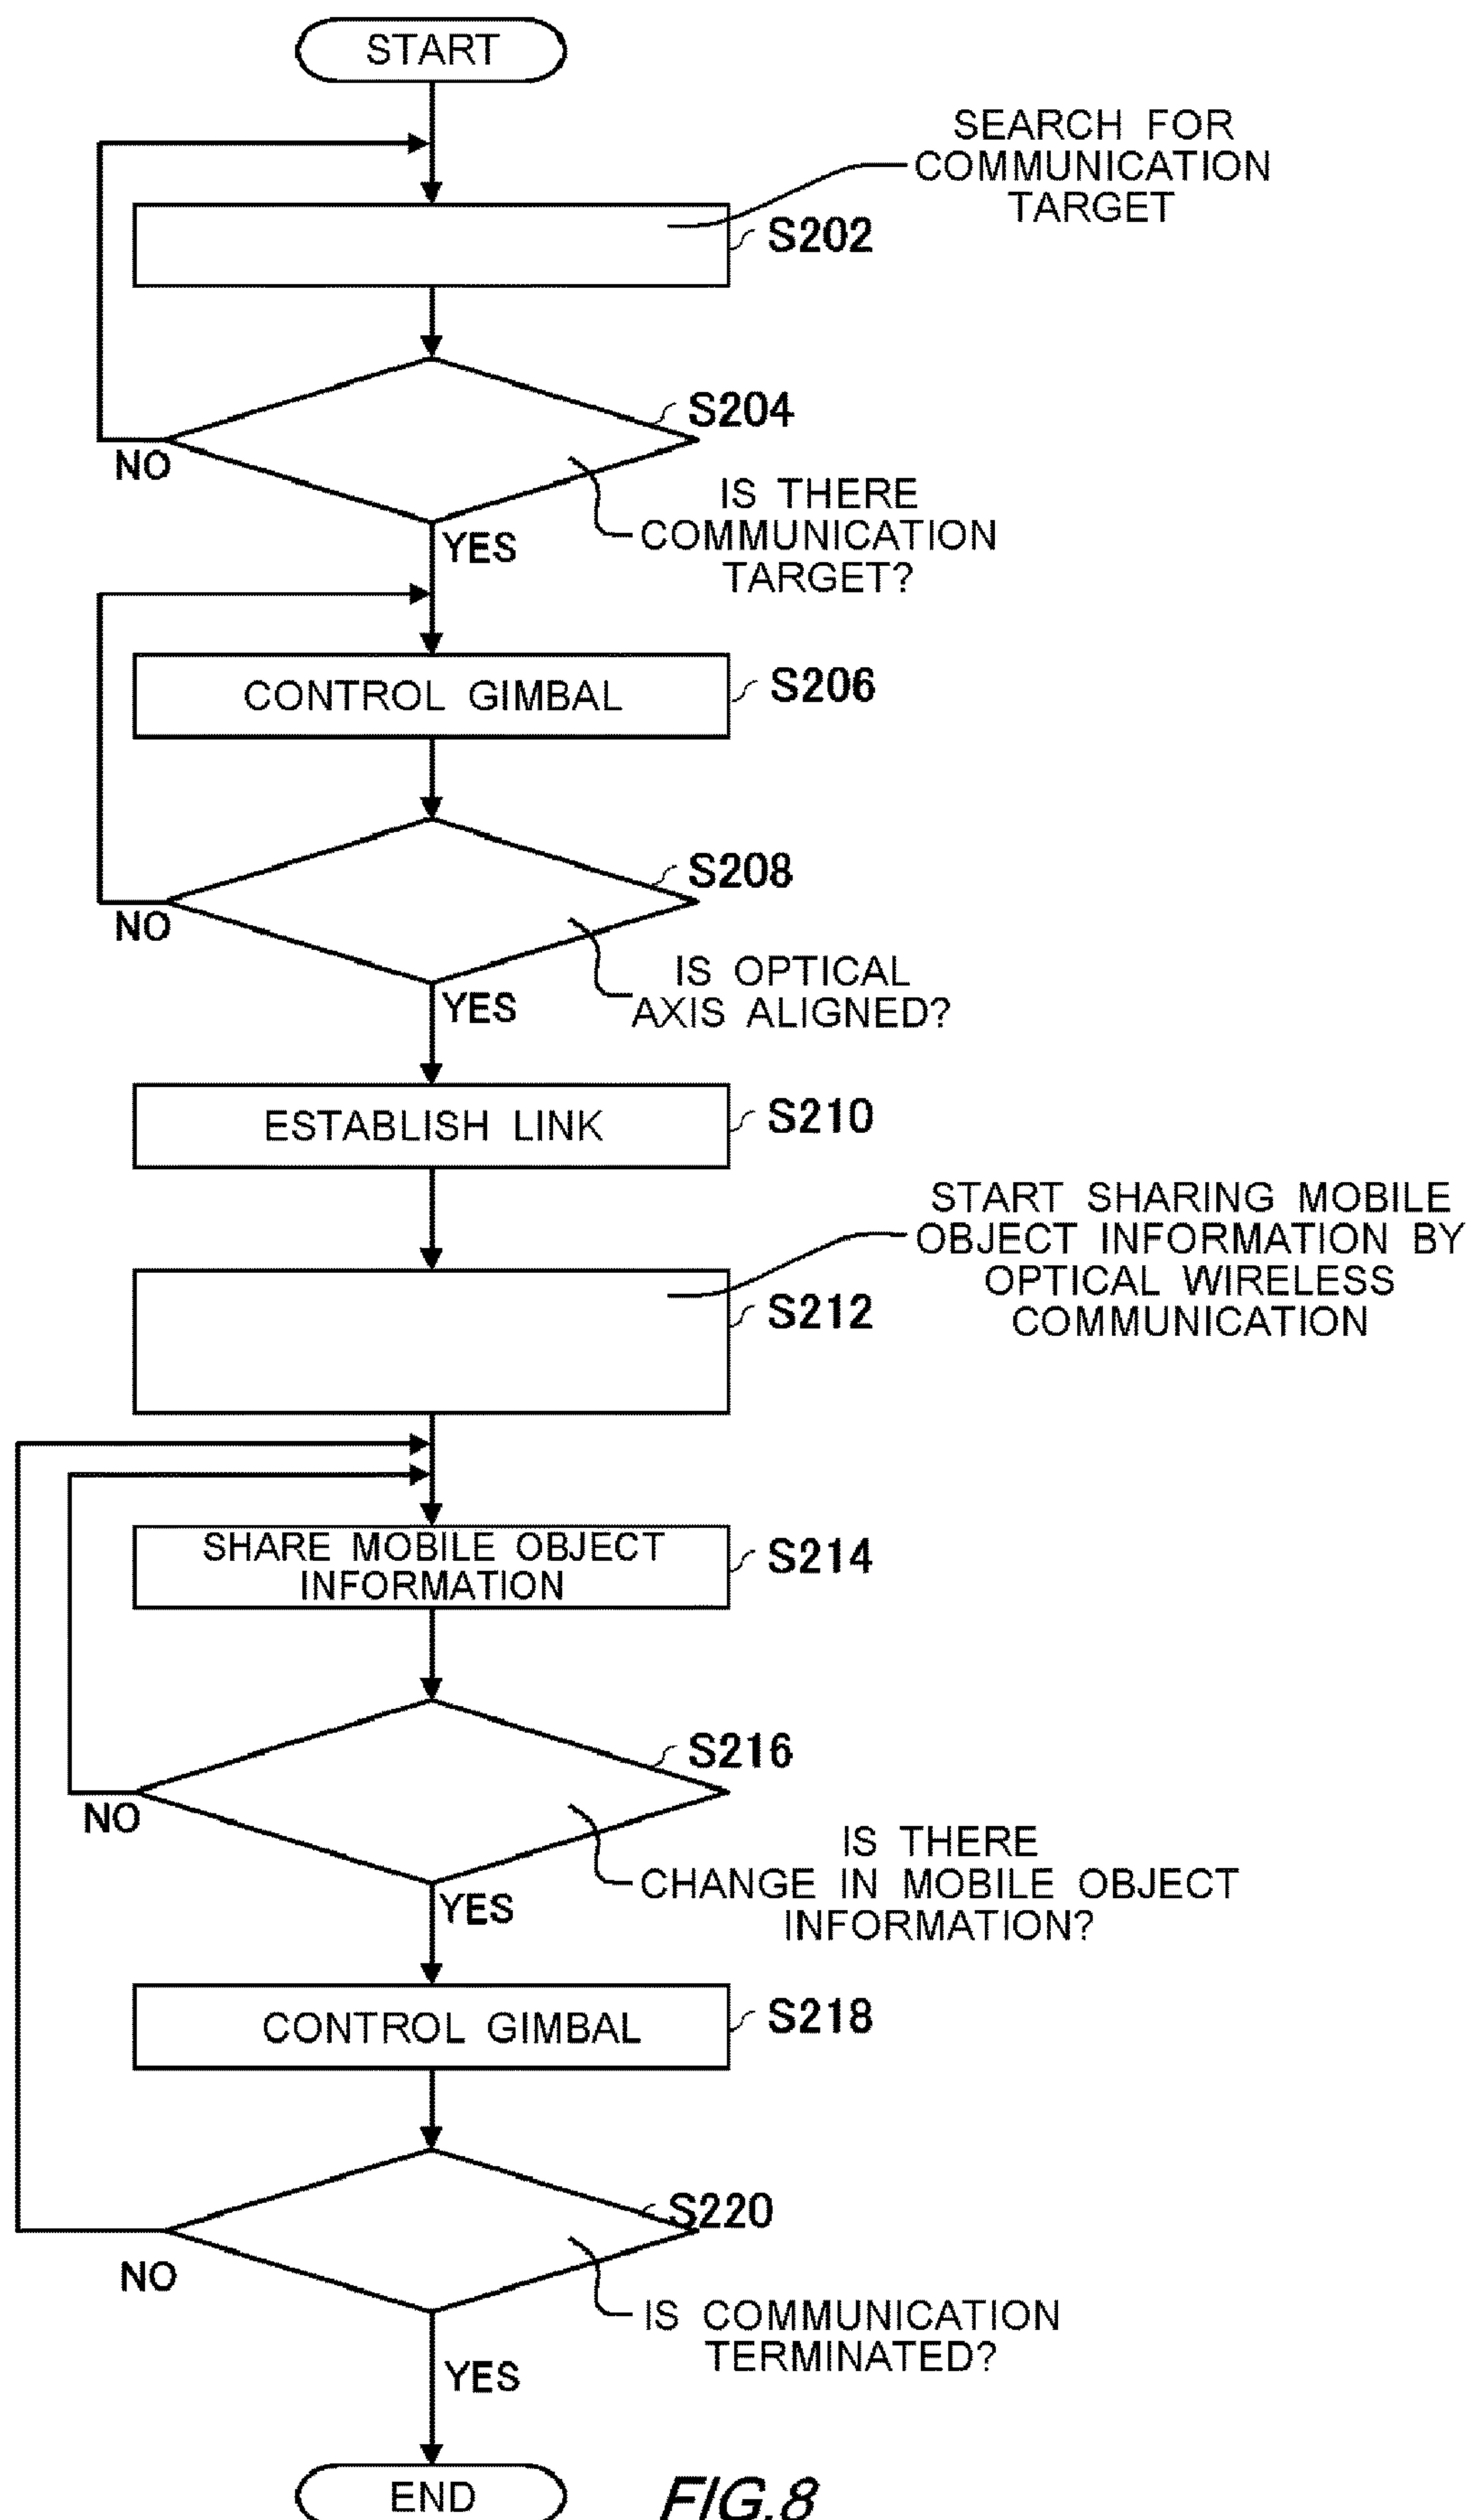 START
SEARCH FOR
COMMUNICATION
TARGET
S202
S204
NO
IS THERE
COMMUNICATION
TARGET?
YES
CONTROL GIMBAL
S206
S208
NO
IS OPTICAL
AXIS ALIGNED?
YES
ESTABLISH LINK
S210
START SHARING MOBILE
OBJECT INFORMATION BY
OPTICAL WIRELESS
COMMUNICATION
S212
SHARE MOBILE OBJECT
INFORMATION
S214
S216
NO
IS THERE
CHANGE IN MOBILE OBJECT
INFORMATION?
YES
CONTROL GIMBAL
S218
S220
NO
IS COMMUNICATION
TERMINATED?
YES
END
FIG.8